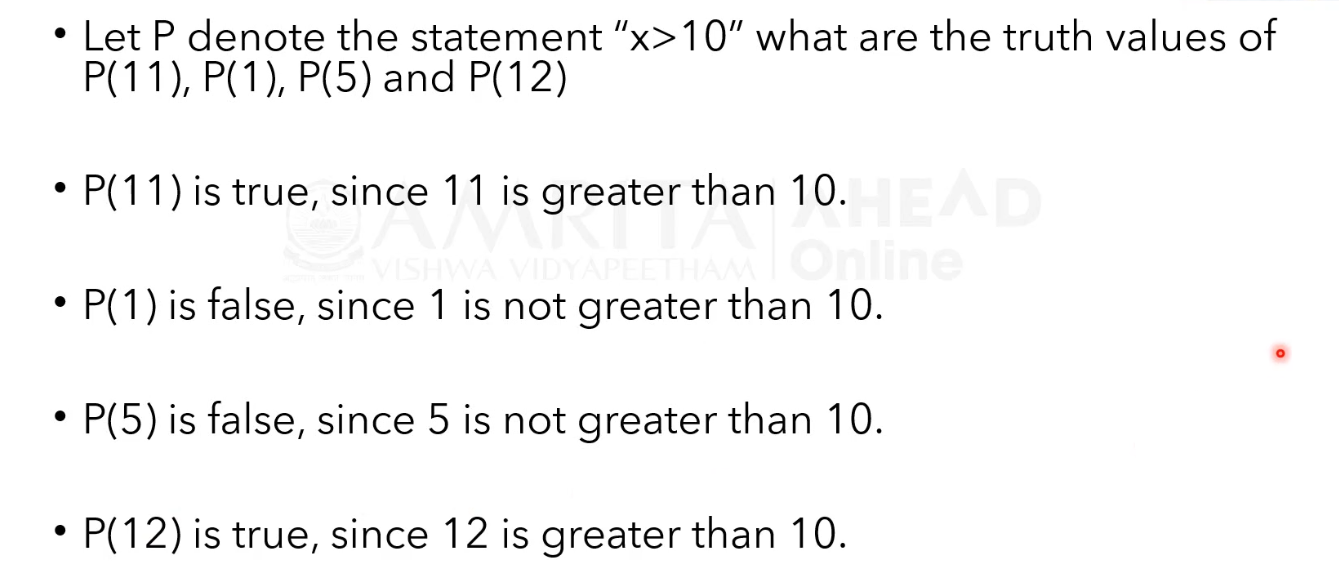 • Let P denote the statement “x>10” what are the truth values of
P(11), P(1), P(5) and P(12)
• P(11) is true, since 11 is greater than 10.
AMRITA AHEAD
VISHWA VIDYAPEETHAM Online
• P(1) is false, since 1 is not greater than 10.
• P(5) is false, since 5 is not greater than 10.
• P(12) is true, since 12 is greater than 10.